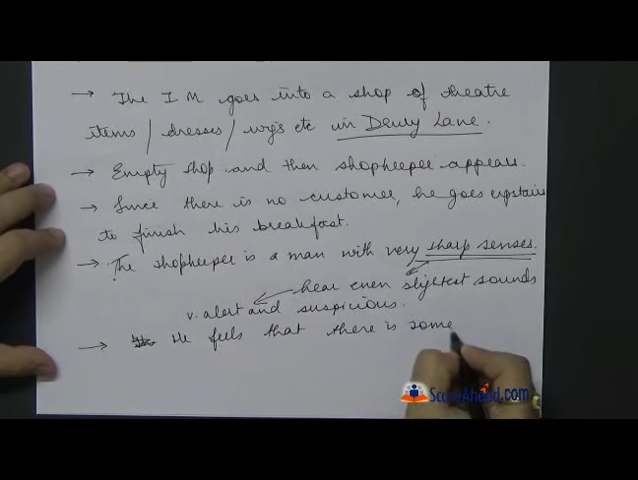 → The I M goes into a shop of theatre
items / dresses / wigs etc in Drury Lane.
→ Empty shop and then shopkeeper appears.
→ Since there is no customer, he goes upstairs
to finish his breakfast.
→ The shopkeeper is a man with very sharp senses.
hear even slightest sounds
v. alert and suspicious.
→ He feels that there is some
ScoreAhead.com